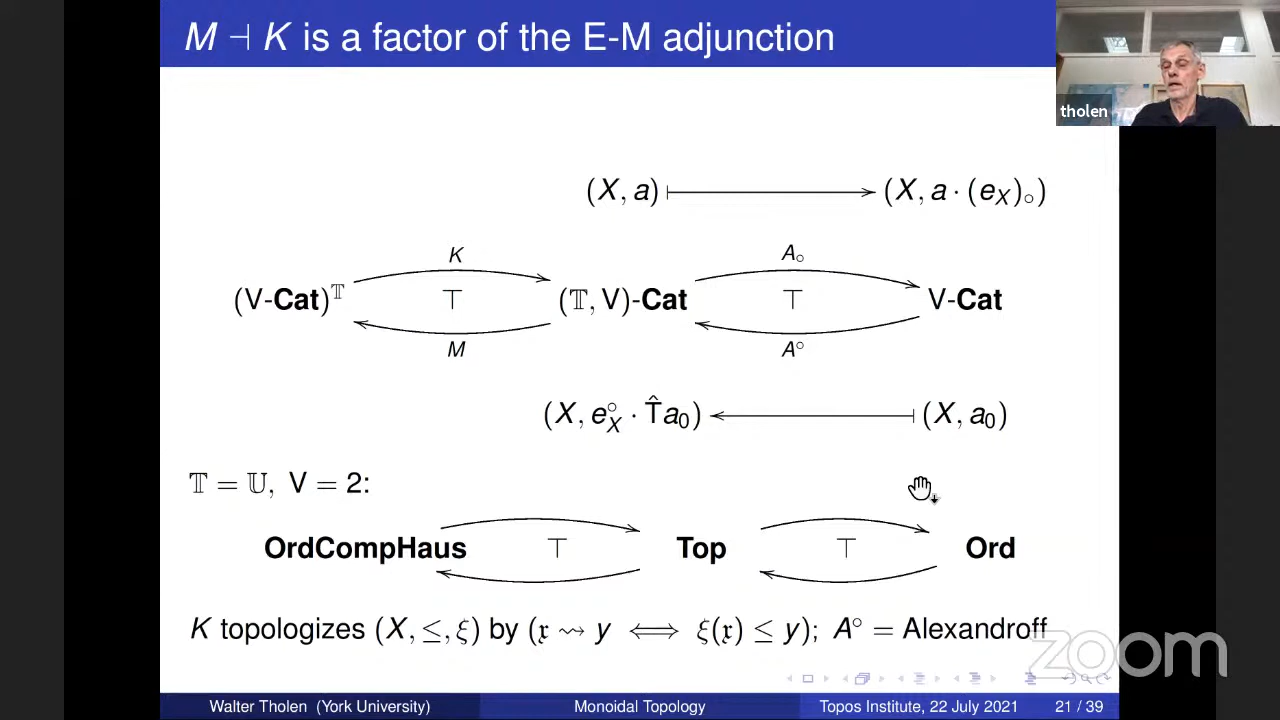 M ⊣ K is a factor of the E-M adjunction
tholen
(X, a) ⟼ (X, a · (e_X)_∘)
K
A_∘
(V-Cat)^𝕋 ⊤ (𝕋, V)-Cat ⊤ V-Cat
M
A^∘
(X, e_X^∘ · T̂a_0) ⟻ (X, a_0)
𝕋 = 𝕌, V = 2:
OrdCompHaus ⊤ Top ⊤ Ord
K topologizes (X, ≤, ξ) by (𝔵 ⇝ y ⟺ ξ(𝔵) ≤ y); A^∘ = Alexandroff
zoom
Walter Tholen (York University) Monoidal Topology Topos Institute, 22 July 2021 21 / 39